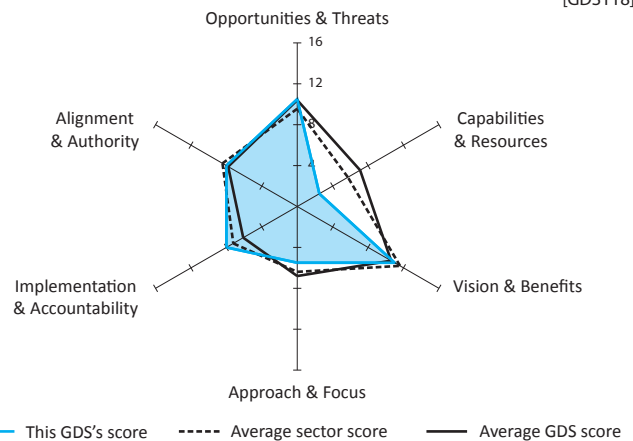 [GDS118]
Opportunities & Threats
16
12
8
4
Alignment
& Authority
Capabilities
& Resources
Implementation
& Accountability
Vision & Benefits
Approach & Focus
This GDS's score
Average sector score
Average GDS score